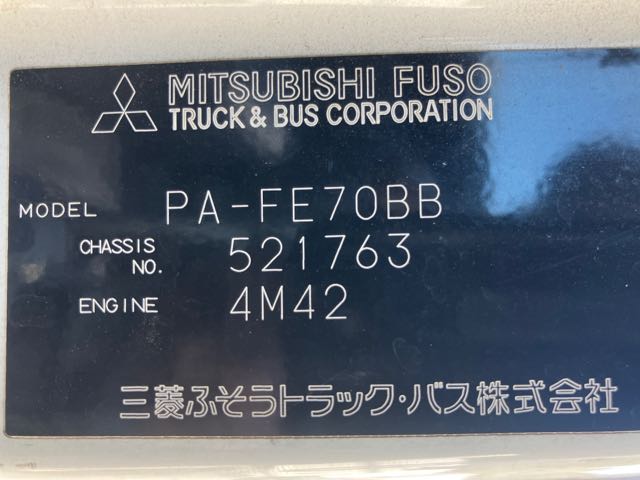 MITSUBISHI FUSO
TRUCK & BUS CORPORATION
MODEL PA-FE70BB
CHASSIS NO. 521763
ENGINE 4M42
三菱ふそうトラック・バス株式会社